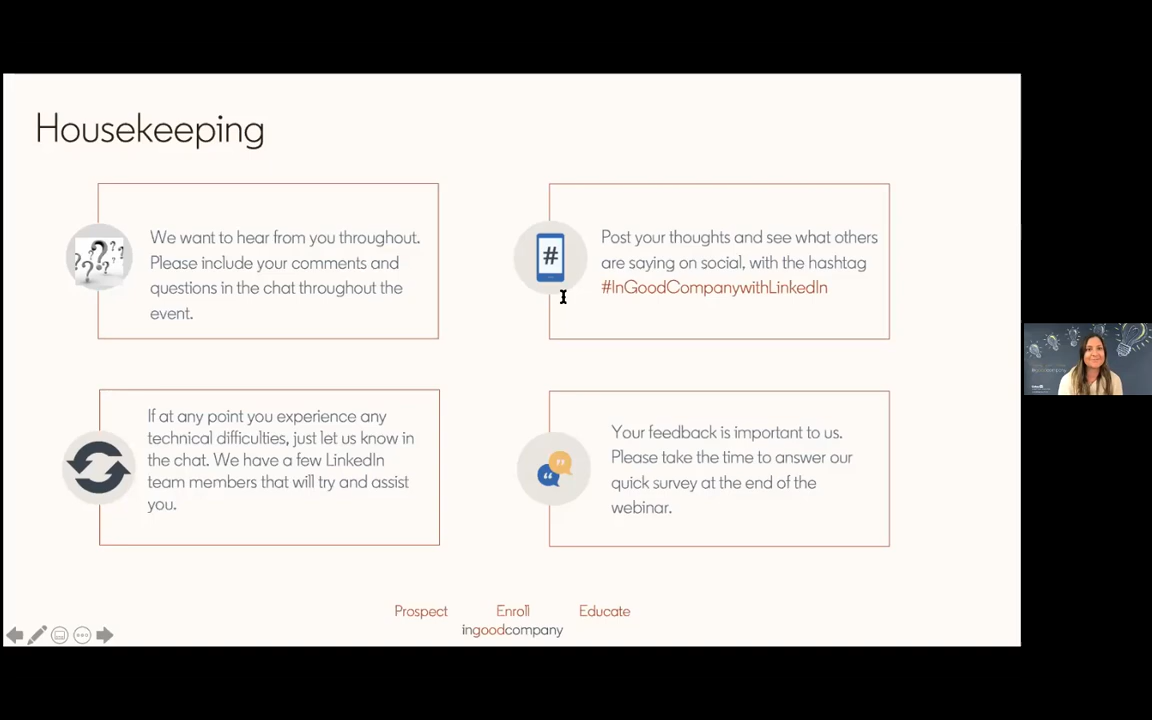 Housekeeping
We want to hear from you throughout.
Please include your comments and
questions in the chat throughout the
event.
#
Post your thoughts and see what others
are saying on social, with the hashtag
#InGoodCompanywithLinkedIn
If at any point you experience any
technical difficulties, just let us know in
the chat. We have a few LinkedIn
team members that will try and assist
you.
Your feedback is important to us.
Please take the time to answer our
quick survey at the end of the
webinar.
Prospect Enroll Educate
ingoodcompany